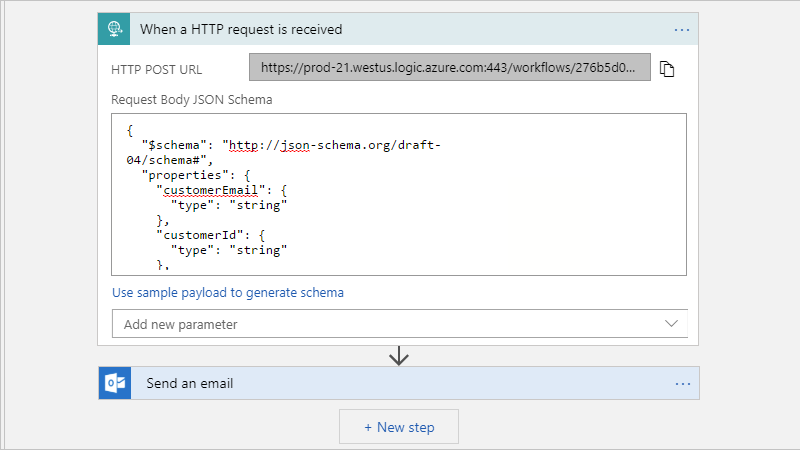 When a HTTP request is received
HTTP POST URL
https://prod-21.westus.logic.azure.com:443/workflows/276b5d0...
Request Body JSON Schema
{
"$schema": "http://json-schema.org/draft-
04/schema#",
"properties": {
"customerEmail": {
"type": "string"
},
"customerId": {
"type": "string"
},
Use sample payload to generate schema
Add new parameter
Send an email
+ New step